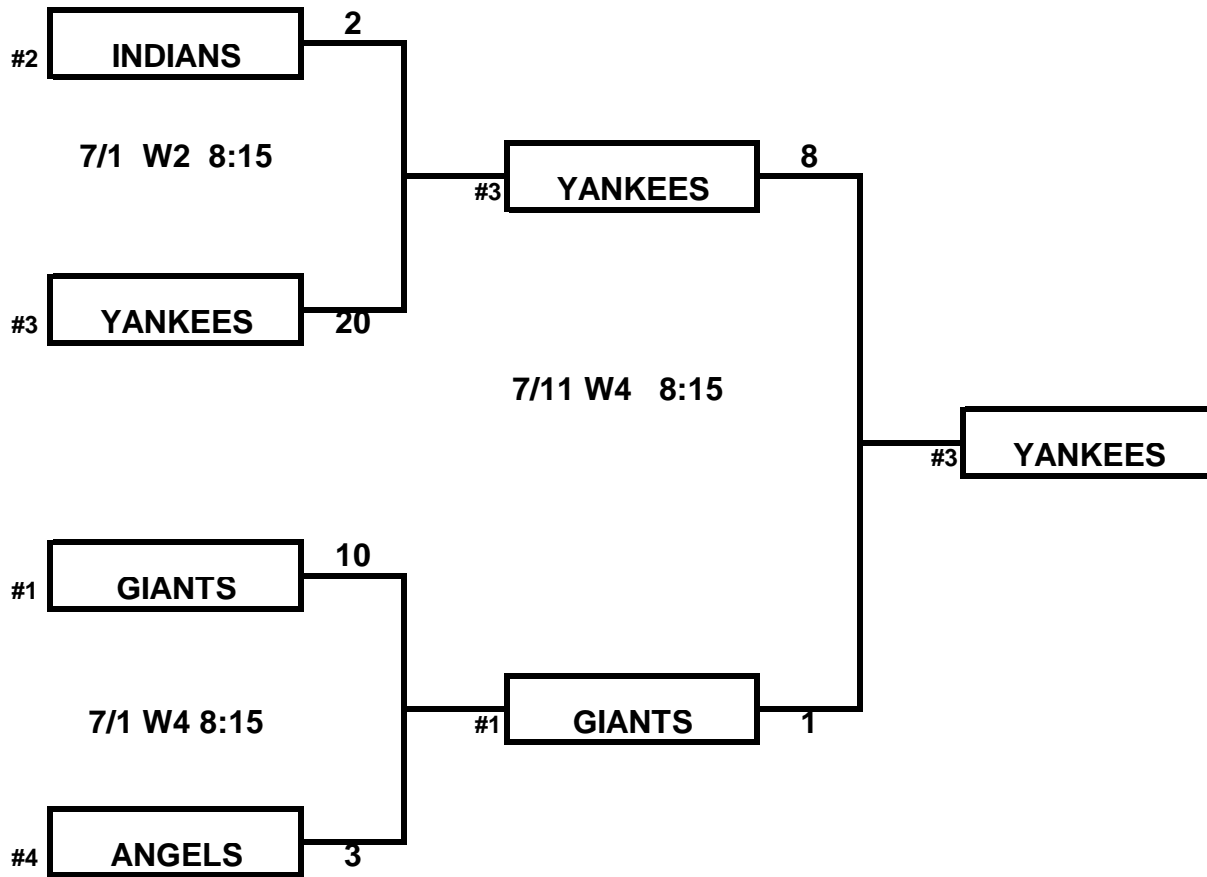 2
#2 INDIANS
7/1 W2 8:15
8
#3 YANKEES
#3 YANKEES
20
7/11 W4 8:15
#3 YANKEES
10
#1 GIANTS
7/1 W4 8:15
#1 GIANTS
1
#4 ANGELS
3